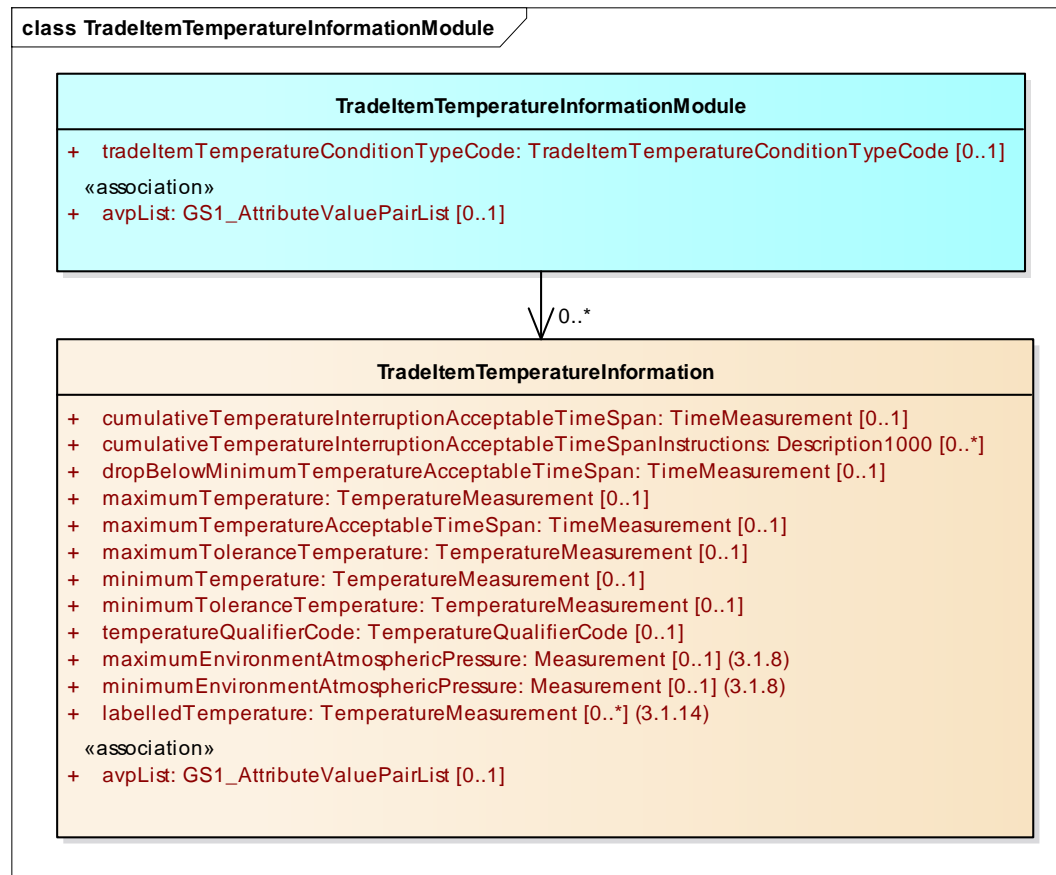 class TradeItemTemperatureInformationModule
TradeItemTemperatureInformationModule
+ tradeItemTemperatureConditionTypeCode: TradeItemTemperatureConditionTypeCode [0..1]
«association»
+ avpList: GS1_AttributeValuePairList [0..1]
0..*
TradeItemTemperatureInformation
+ cumulativeTemperatureInterruptionAcceptableTimeSpan: TimeMeasurement [0..1]
+ cumulativeTemperatureInterruptionAcceptableTimeSpanInstructions: Description1000 [0..*]
+ dropBelowMinimumTemperatureAcceptableTimeSpan: TimeMeasurement [0..1]
+ maximumTemperature: TemperatureMeasurement [0..1]
+ maximumTemperatureAcceptableTimeSpan: TimeMeasurement [0..1]
+ maximumToleranceTemperature: TemperatureMeasurement [0..1]
+ minimumTemperature: TemperatureMeasurement [0..1]
+ minimumToleranceTemperature: TemperatureMeasurement [0..1]
+ temperatureQualifierCode: TemperatureQualifierCode [0..1]
+ maximumEnvironmentAtmosphericPressure: Measurement [0..1] (3.1.8)
+ minimumEnvironmentAtmosphericPressure: Measurement [0..1] (3.1.8)
+ labelledTemperature: TemperatureMeasurement [0..*] (3.1.14)
«association»
+ avpList: GS1_AttributeValuePairList [0..1]